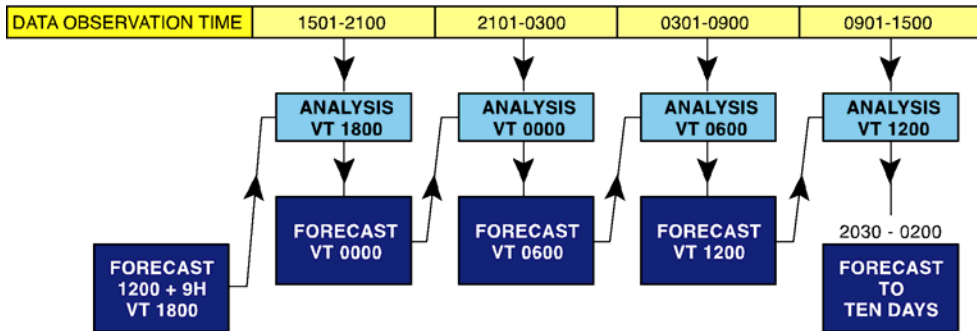 DATA OBSERVATION TIME 1501-2100 2101-0300 0301-0900 0901-1500
ANALYSIS
VT 1800
ANALYSIS
VT 0000
ANALYSIS
VT 0600
ANALYSIS
VT 1200
FORECAST
1200 + 9H
VT 1800
FORECAST
VT 0000
FORECAST
VT 0600
FORECAST
VT 1200
2030 - 0200
FORECAST
TO
TEN DAYS